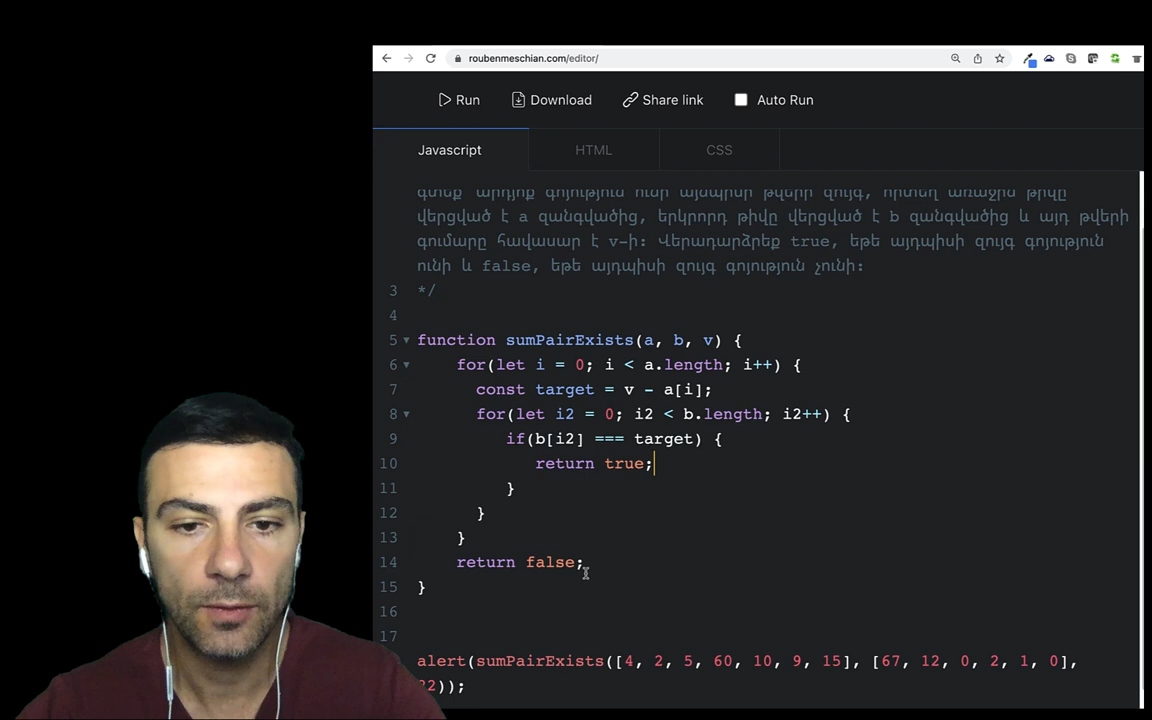 roubenmeschian.com/editor/
Run Download Share link Auto Run
Javascript HTML CSS
գտեք արդյոք գոյություն ունի այնպիսի թվերի զույգ, որտեղ առաջին թիվը
վերցված է a զանգվածից, երկրորդ թիվը վերցված է b զանգվածից և այդ թվերի
գումարը հավասար է v-ի: Վերադարձրեք true, եթե այդպիսի զույգ գոյություն
ունի և false, եթե այդպիսի զույգ գոյություն չունի:
3 */
4
5 function sumPairExists(a, b, v) {
6 for(let i = 0; i < a.length; i++) {
7 const target = v - a[i];
8 for(let i2 = 0; i2 < b.length; i2++) {
9 if(b[i2] === target) {
10 return true;
11 }
12 }
13 }
14 return false;
15 }
16
17
alert(sumPairExists([4, 2, 5, 60, 10, 9, 15], [67, 12, 0, 2, 1, 0],
22));